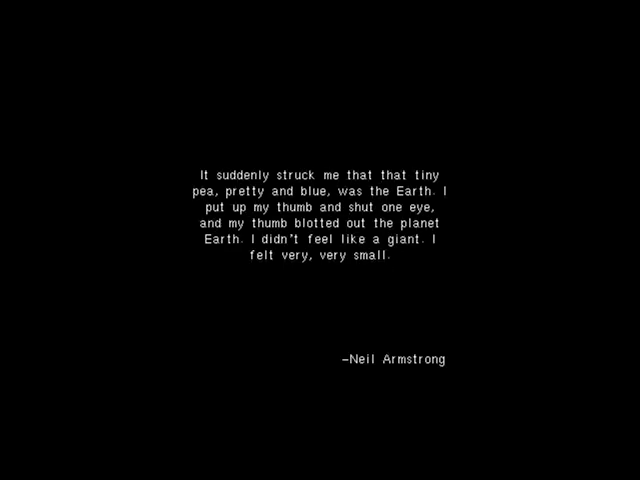 It suddenly struck me that that tiny
pea, pretty and blue, was the Earth. I
put up my thumb and shut one eye,
and my thumb blotted out the planet
Earth. I didn't feel like a giant. I
felt very, very small.
-Neil Armstrong